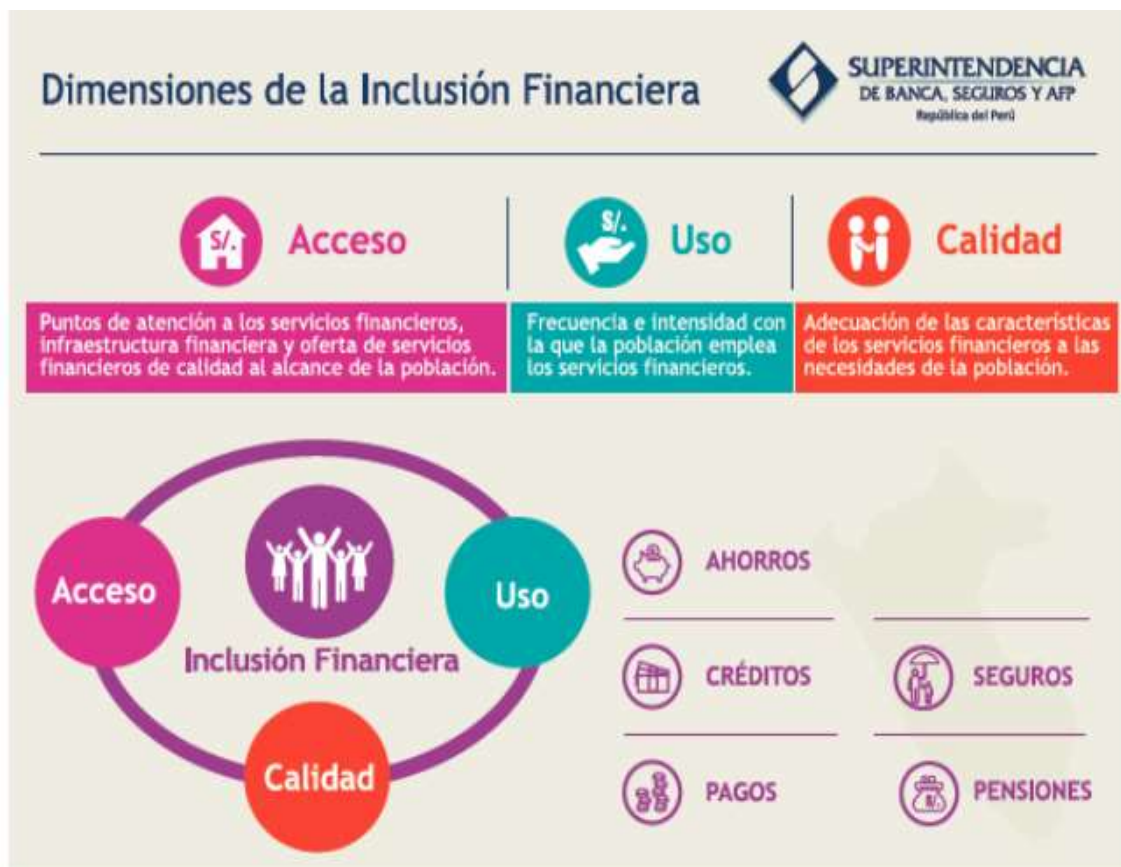 Dimensiones de la Inclusión Financiera
SUPERINTENDENCIA
DE BANCA, SEGUROS Y AFP
República del Perú
S/.
Acceso
S/.
Uso
Calidad
Puntos de atención a los servicios financieros,
infraestructura financiera y oferta de servicios
financieros de calidad al alcance de la población.
Frecuencia e intensidad con
la que la población emplea
los servicios financieros.
Adecuación de las características
de los servicios financieros a las
necesidades de la población.
Acceso
Uso
Inclusión Financiera
Calidad
AHORROS
CRÉDITOS
SEGUROS
PAGOS
S/.
PENSIONES